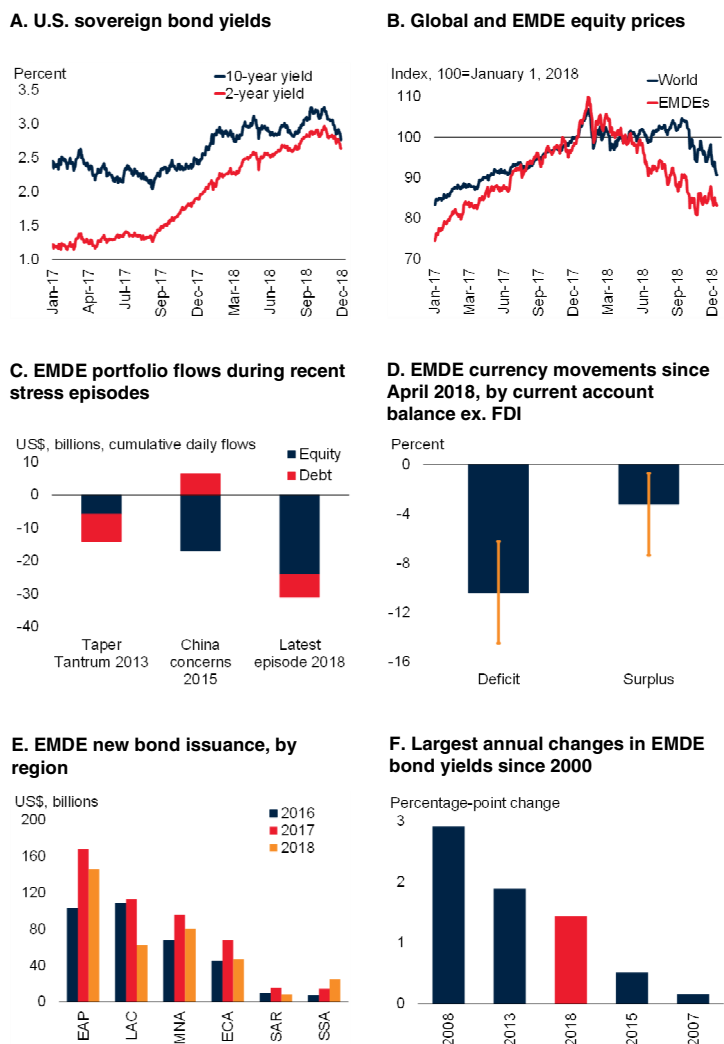 A. U.S. sovereign bond yields
Percent
10-year yield
2-year yield
3.5
3.0
2.5
2.0
1.5
1.0
Jan-17
Apr-17
Jul-17
Sep-17
Dec-17
Mar-18
Jun-18
Sep-18
Dec-18
B. Global and EMDE equity prices
Index, 100=January 1, 2018
World
EMDEs
110
100
90
80
70
Jan-17
Mar-17
Jun-17
Sep-17
Dec-17
Mar-18
Jun-18
Sep-18
Dec-18
C. EMDE portfolio flows during recent
stress episodes
US$, billions, cumulative daily flows
Equity
Debt
10
0
-10
-20
-30
-40
Taper
Tantrum 2013
China
concerns
2015
Latest
episode 2018
D. EMDE currency movements since
April 2018, by current account
balance ex. FDI
Percent
0
-4
-8
-12
-16
Deficit
Surplus
E. EMDE new bond issuance, by
region
US$, billions
2016
2017
2018
200
160
120
80
40
0
EAP
LAC
MNA
ECA
SAR
SSA
F. Largest annual changes in EMDE
bond yields since 2000
Percentage-point change
3
2
1
0
2008
2013
2018
2015
2007